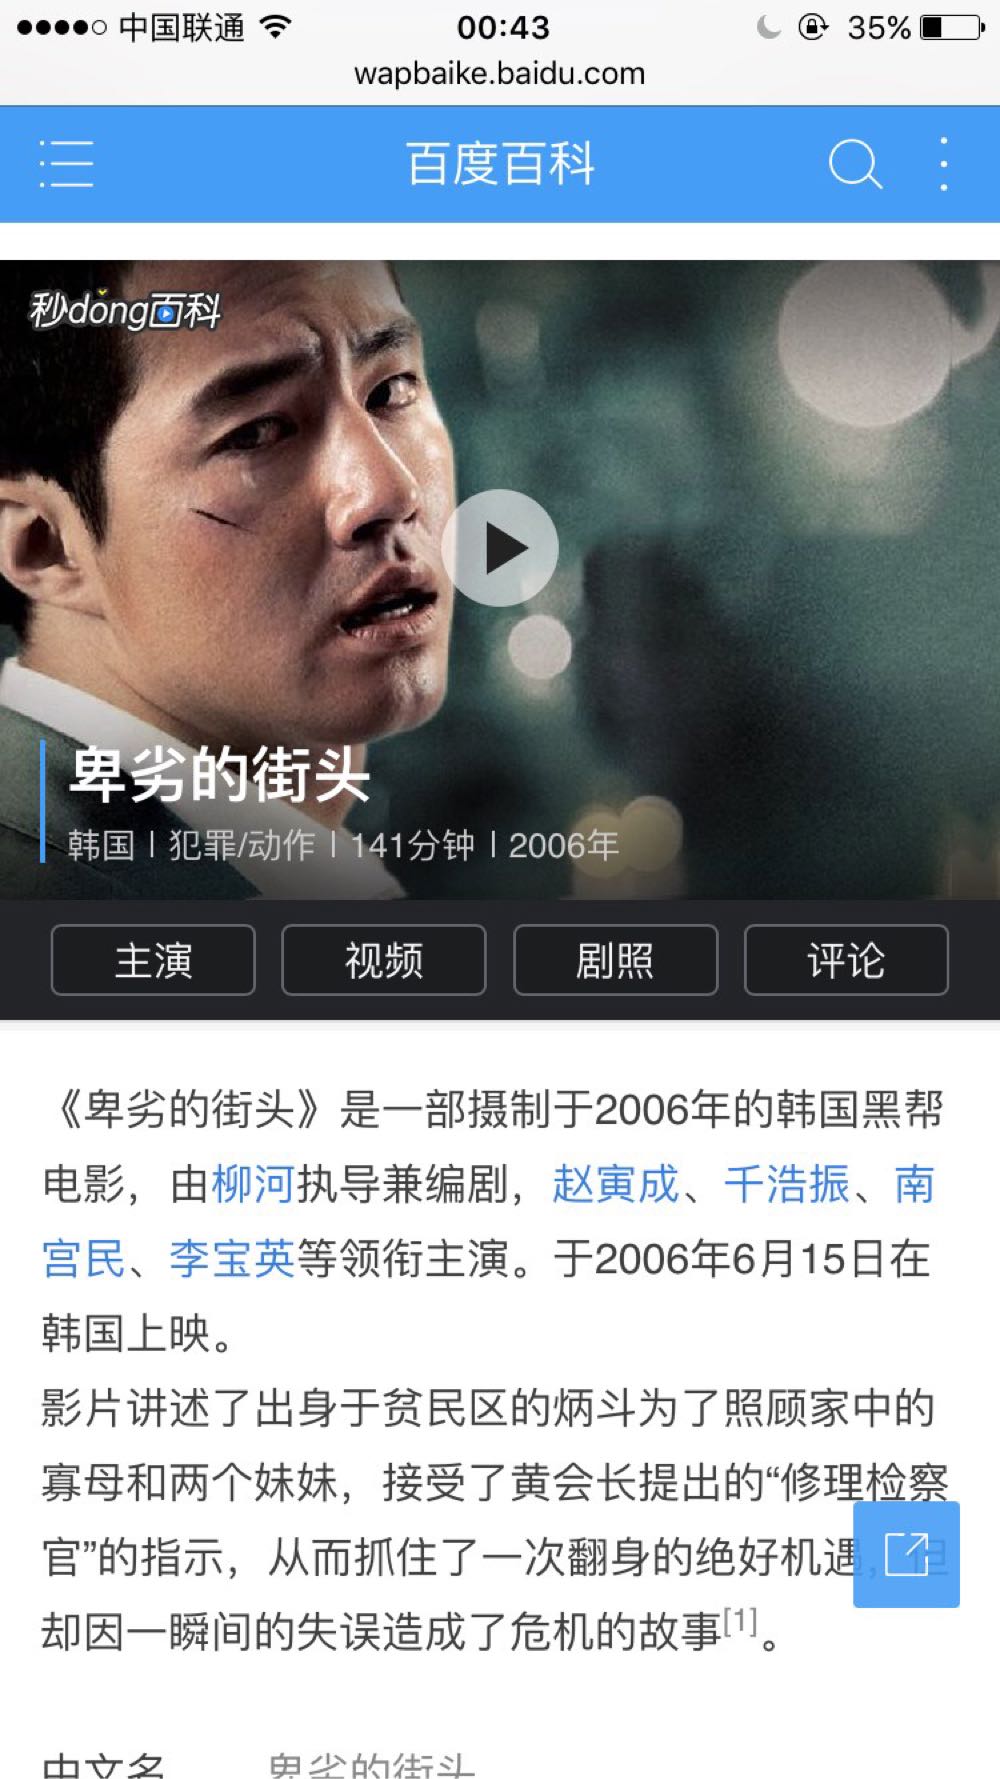 中国联通
00:43
35%
wapbaike.baidu.com
百度百科
秒dǒng百科
卑劣的街头
韩国 | 犯罪/动作 | 141分钟 | 2006年
主演
视频
剧照
评论
《卑劣的街头》是一部摄制于2006年的韩国黑帮
电影，由柳河执导兼编剧，赵寅成、千浩振、南
宫民、李宝英等领衔主演。于2006年6月15日在
韩国上映。
影片讲述了出身于贫民区的炳斗为了照顾家中的
寡母和两个妹妹，接受了黄会长提出的“修理检察
官”的指示，从而抓住了一次翻身的绝好机遇，但
却因一瞬间的失误造成了危机的故事[1]。
中文名 卑劣的街头